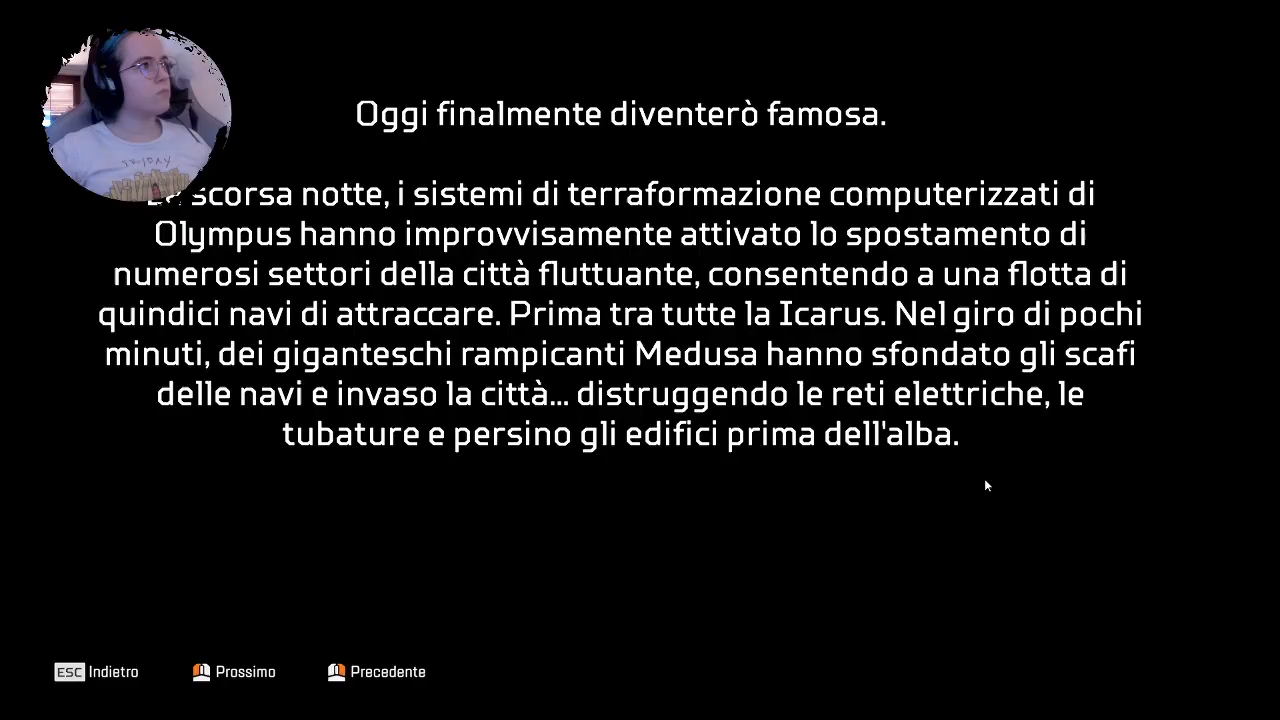 Oggi finalmente diventerò famosa.
scorsa notte, i sistemi di terraformazione computerizzati di
Olympus hanno improvvisamente attivato lo spostamento di
numerosi settori della città fluttuante, consentendo a una flotta di
quindici navi di attraccare. Prima tra tutte la Icarus. Nel giro di pochi
minuti, dei giganteschi rampicanti Medusa hanno sfondato gli scafi
delle navi e invaso la città... distruggendo le reti elettriche, le
tubature e persino gli edifici prima dell'alba.
ESC Indietro Prossimo Precedente